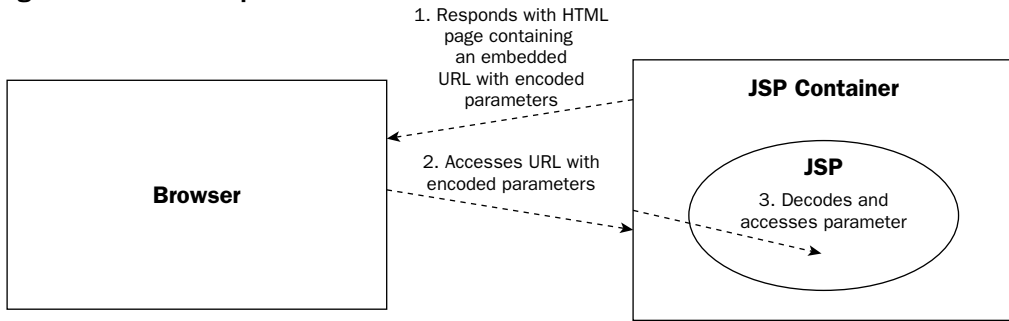 1. Responds with HTML
page containing
an embedded
URL with encoded
parameters
JSP Container
Browser
2. Accesses URL with
encoded parameters
JSP
3. Decodes and
accesses parameter